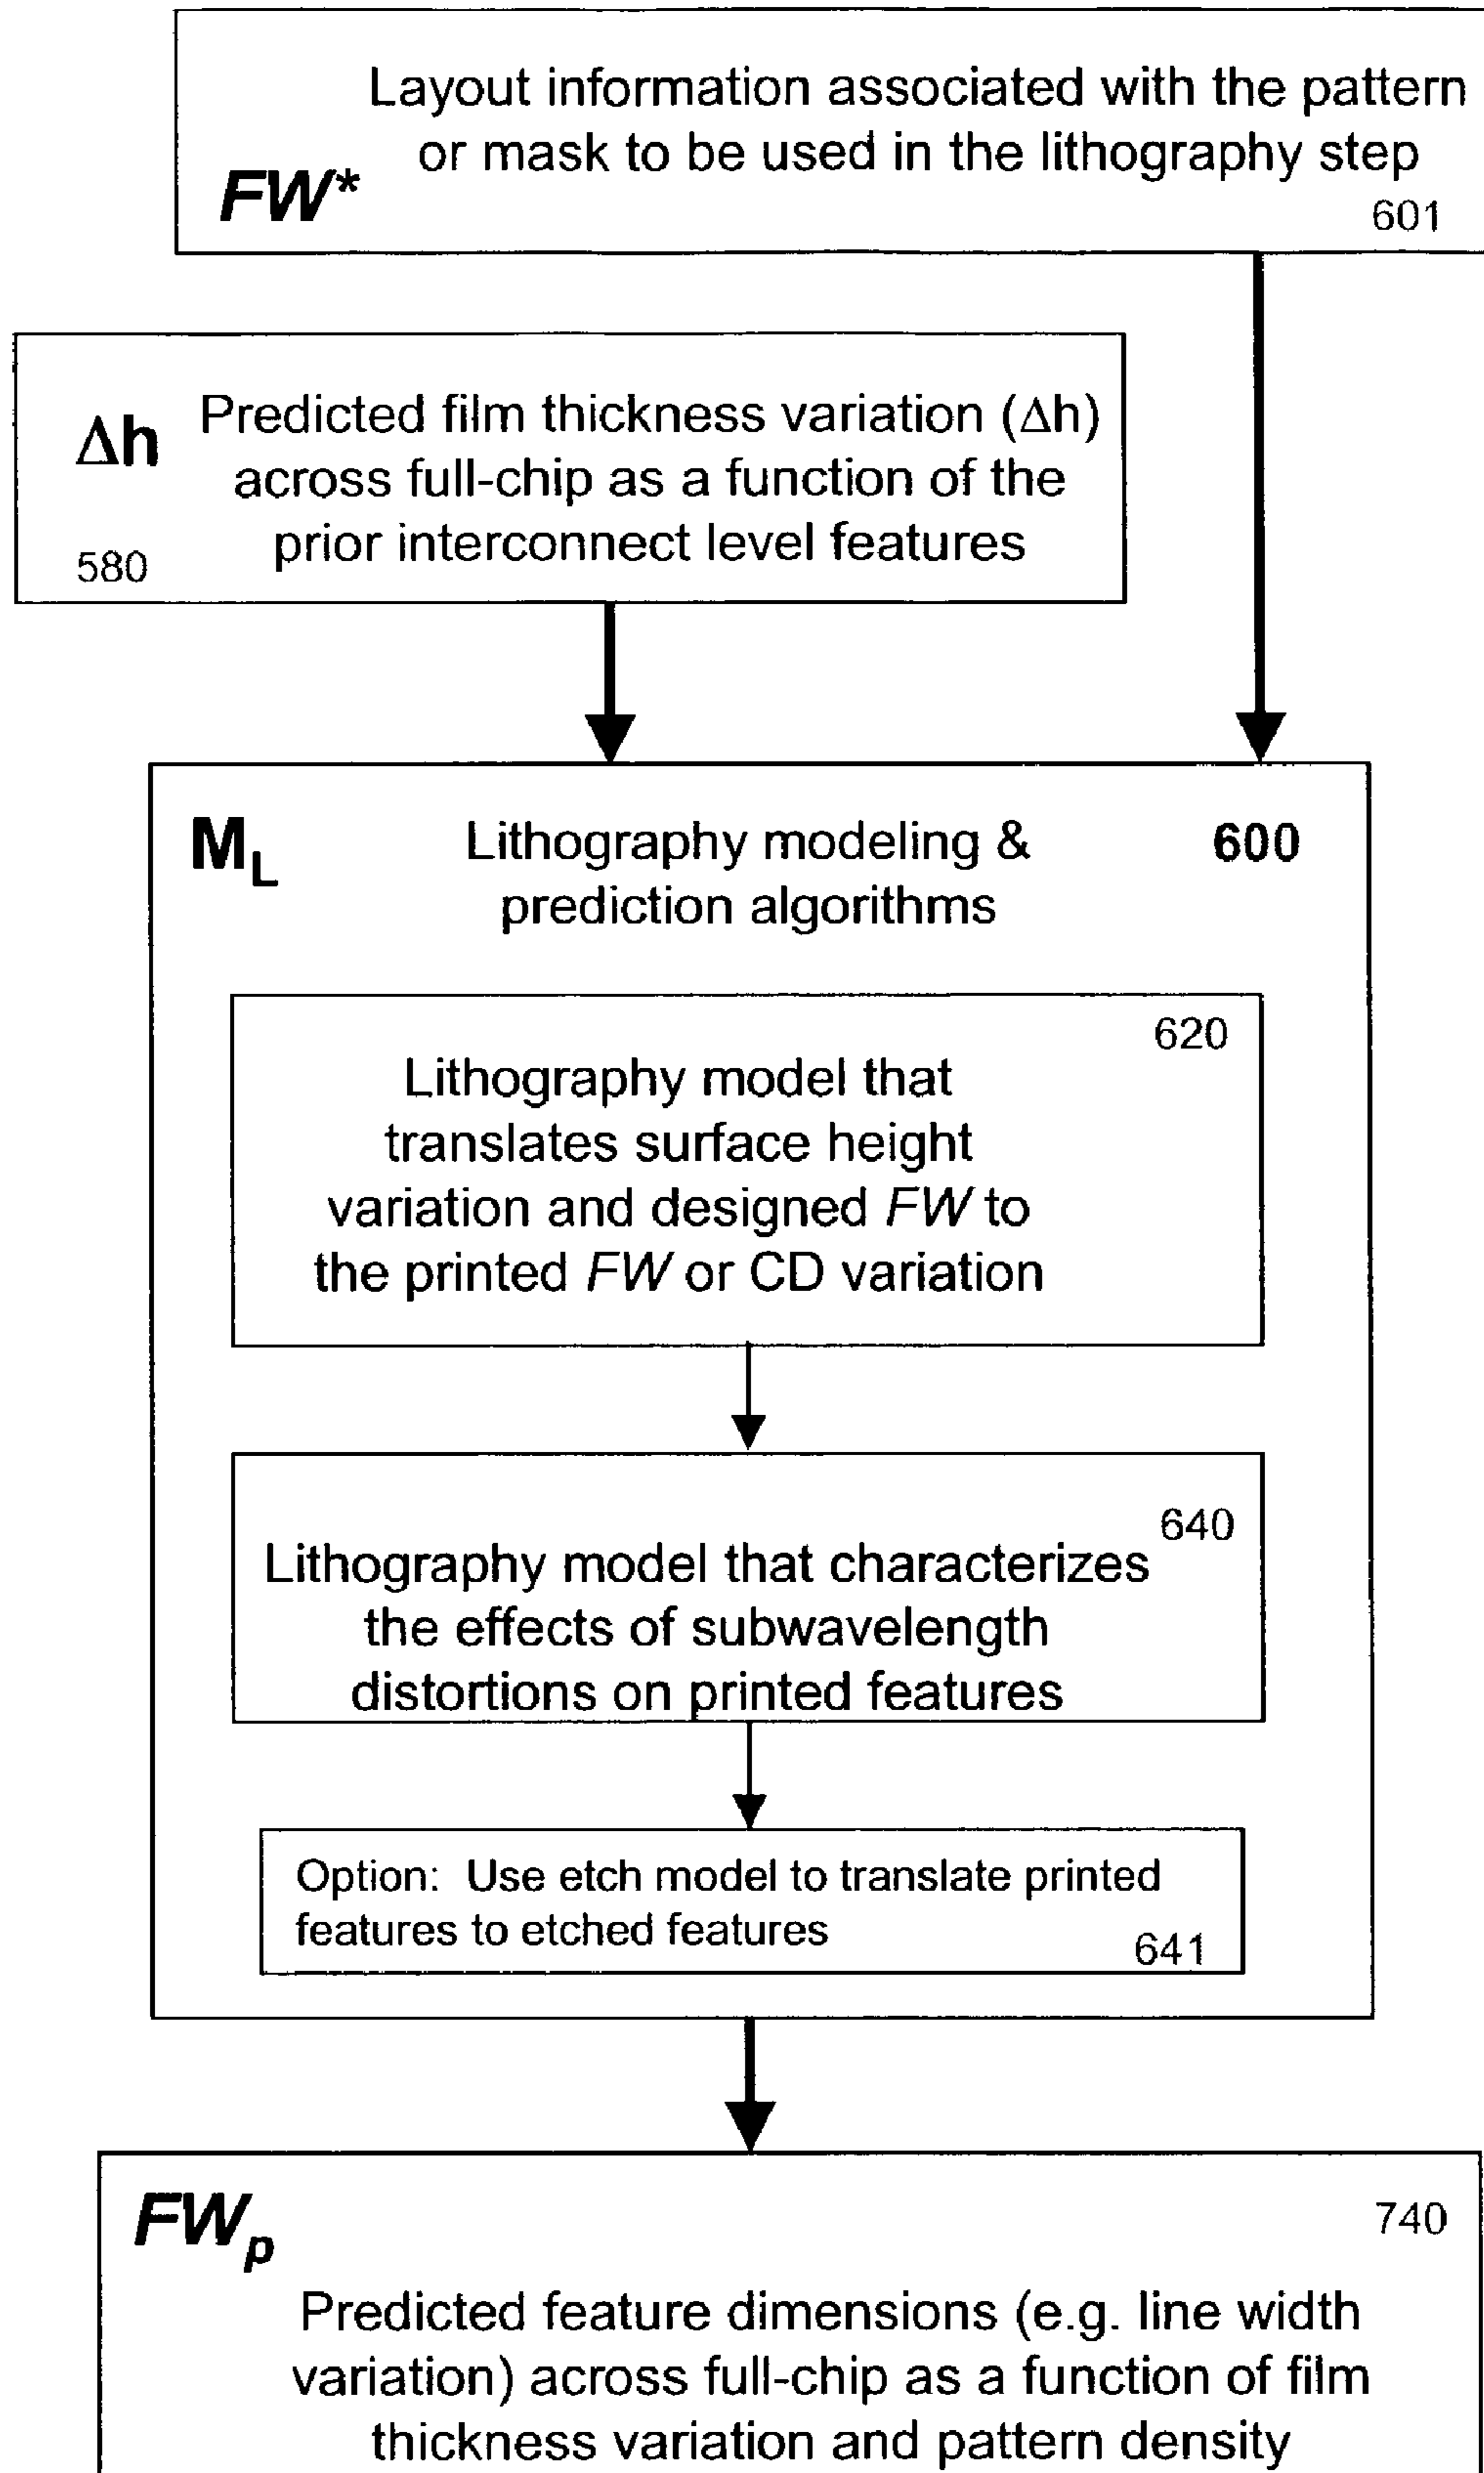 Layout information associated with the pattern
or mask to be used in the lithography step
FW*
601
Δh
Predicted film thickness variation (Δh)
across full-chip as a function of the
prior interconnect level features
580
M_L
Lithography modeling &
prediction algorithms
600
620
Lithography model that
translates surface height
variation and designed FW to
the printed FW or CD variation
640
Lithography model that characterizes
the effects of subwavelength
distortions on printed features
Option: Use etch model to translate printed
features to etched features
641
FW_p
740
Predicted feature dimensions (e.g. line width
variation) across full-chip as a function of film
thickness variation and pattern density